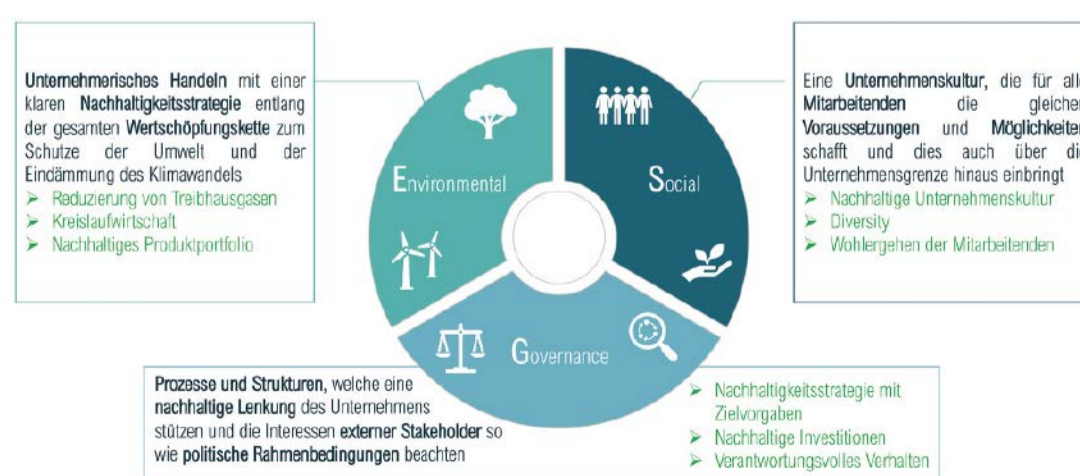 Unternehmerisches Handeln mit einer
klaren Nachhaltigkeitsstrategie entlang
der gesamten Wertschöpfungskette zum
Schutze der Umwelt und der
Eindämmung des Klimawandels
➤ Reduzierung von Treibhausgasen
➤ Kreislaufwirtschaft
➤ Nachhaltiges Produktportfolio
Environmental
Social
Eine Unternehmenskultur, die für alle
Mitarbeitenden die gleichen
Voraussetzungen und Möglichkeiten
schafft und dies auch über die
Unternehmensgrenze hinaus einbringt
➤ Nachhaltige Unternehmenskultur
➤ Diversity
➤ Wohlergehen der Mitarbeitenden
Governance
Prozesse und Strukturen, welche eine
nachhaltige Lenkung des Unternehmens
stützen und die Interessen externer Stakeholder so
wie politische Rahmenbedingungen beachten
➤ Nachhaltigkeitsstrategie mit
Zielvorgaben
➤ Nachhaltige Investitionen
➤ Verantwortungsvolles Verhalten